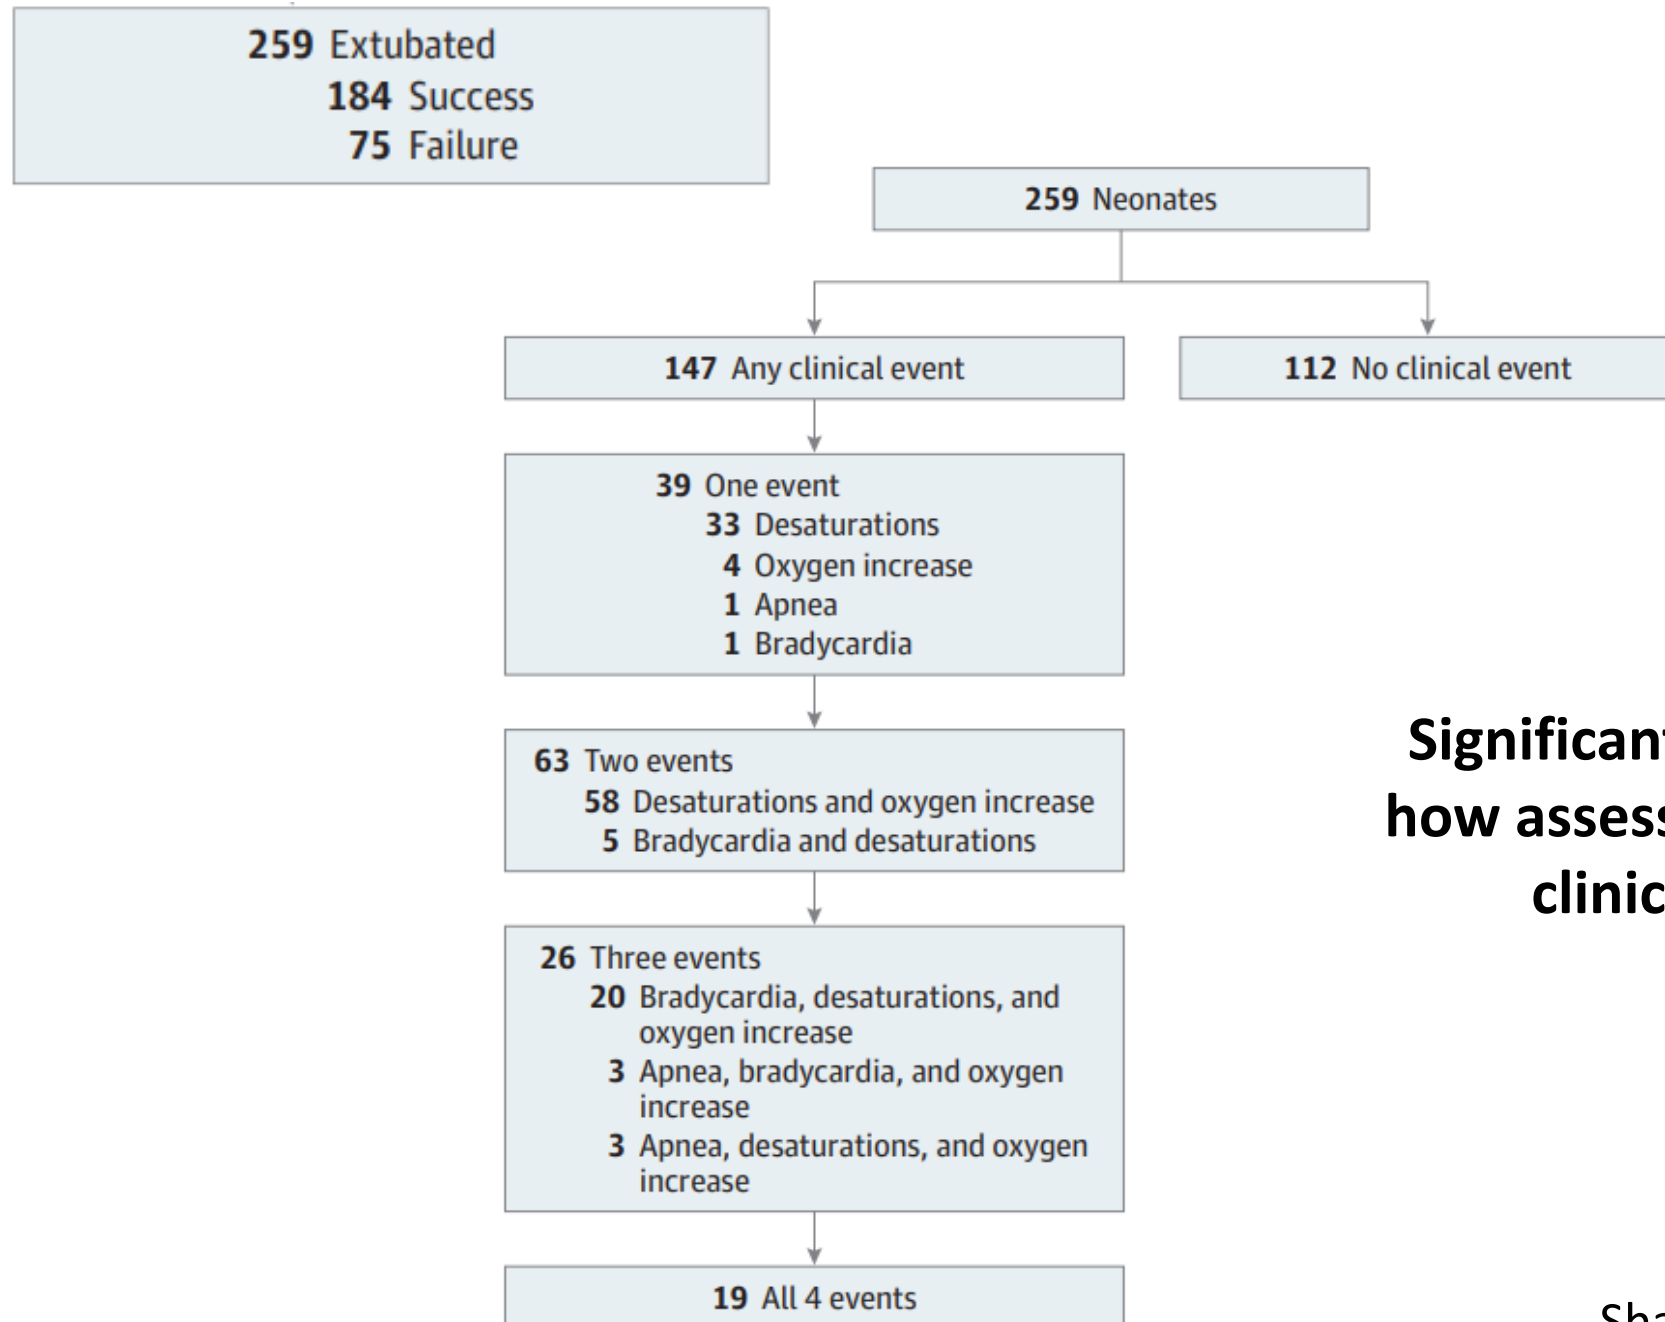 259 Extubated
184 Success
75 Failure
259 Neonates
147 Any clinical event
112 No clinical event
39 One event
33 Desaturations
4 Oxygen increase
1 Apnea
1 Bradycardia
63 Two events
58 Desaturations and oxygen increase
5 Bradycardia and desaturations
26 Three events
20 Bradycardia, desaturations, and
oxygen increase
3 Apnea, bradycardia, and oxygen
increase
3 Apnea, desaturations, and oxygen
increase
19 All 4 events
how